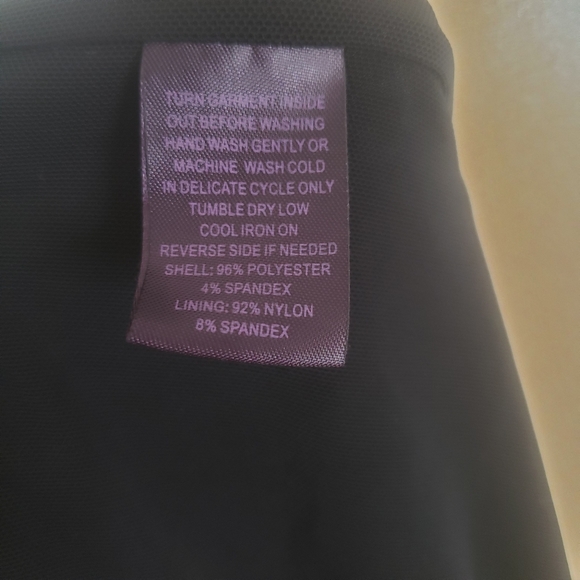 TURN GARMENT INSIDE
OUT BEFORE WASHING
HAND WASH GENTLY OR
MACHINE WASH COLD
IN DELICATE CYCLE ONLY
TUMBLE DRY LOW
COOL IRON ON
REVERSE SIDE IF NEEDED
SHELL: 96% POLYESTER
4% SPANDEX
LINING: 92% NYLON
8% SPANDEX